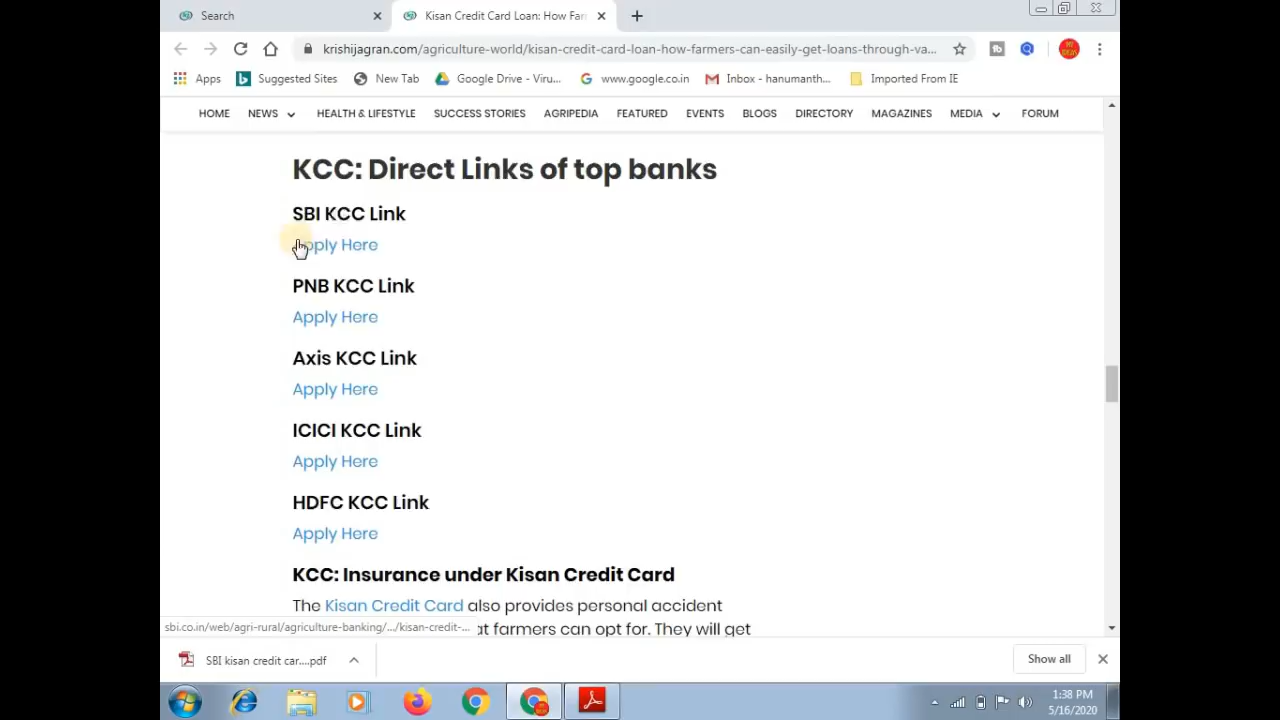 Search
Kisan Credit Card Loan: How Far
krishijagran.com/agriculture-world/kisan-credit-card-loan-how-farmers-can-easily-get-loans-through-va...
Apps Suggested Sites New Tab Google Drive - Viru... www.google.co.in Inbox - hanumanth... Imported From IE
HOME NEWS HEALTH & LIFESTYLE SUCCESS STORIES AGRIPEDIA FEATURED EVENTS BLOGS DIRECTORY MAGAZINES MEDIA FORUM
KCC: Direct Links of top banks
SBI KCC Link
Apply Here
PNB KCC Link
Apply Here
Axis KCC Link
Apply Here
ICICI KCC Link
Apply Here
HDFC KCC Link
Apply Here
KCC: Insurance under Kisan Credit Card
The Kisan Credit Card also provides personal accident
at farmers can opt for. They will get
sbi.co.in/web/agri-rural/agriculture-banking/.../kisan-credit-...
SBI kisan credit car....pdf
Show all
1:38 PM
5/16/2020